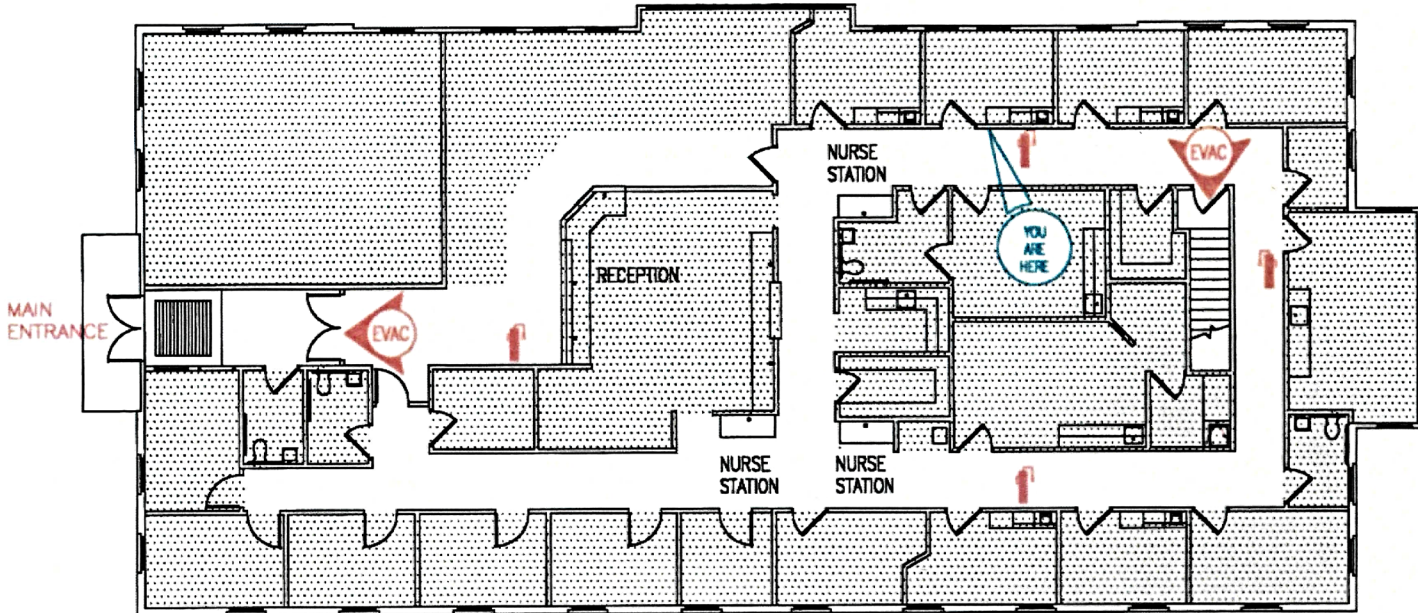 NURSE
STATION
EVAC
YOU
ARE
HERE
RECEPTION
MAIN
ENTRANCE
EVAC
NURSE
STATION
NURSE
STATION